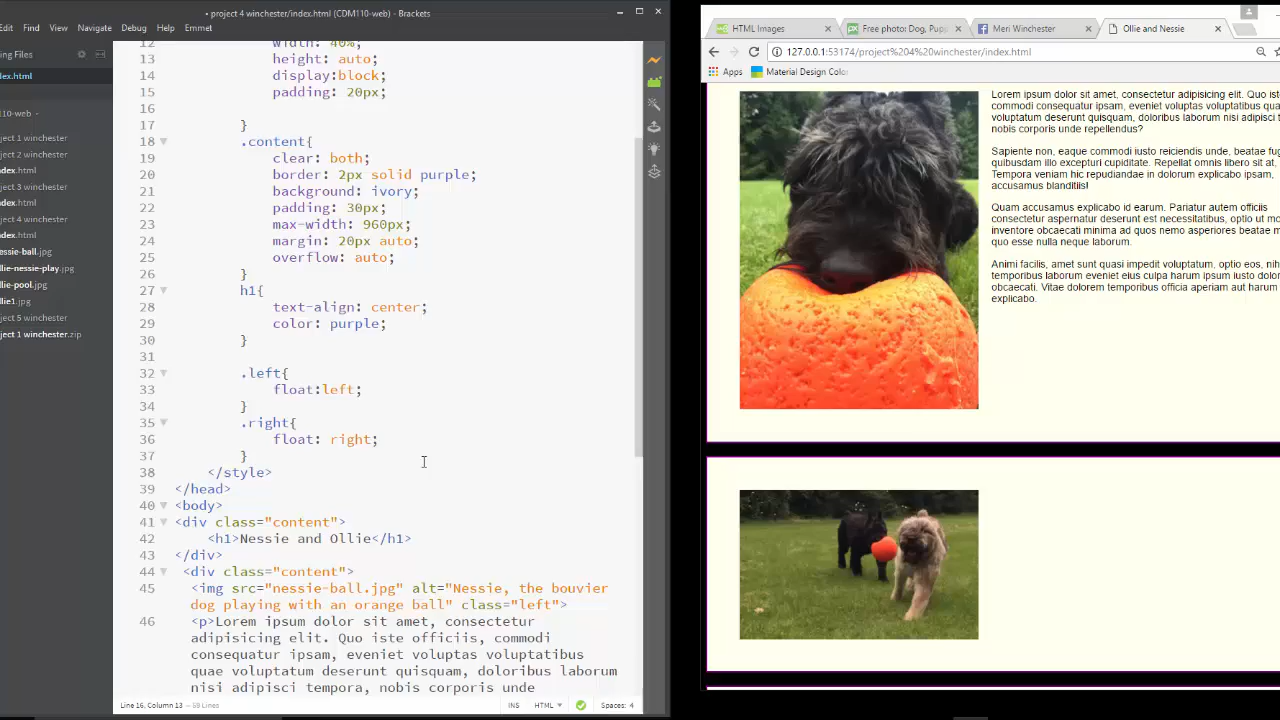 • project 4 winchester/index.html (CDM110-web) - Brackets
Edit Find View Navigate Debug Emmet
ing Files
dex.html
110-web
oject 1 winchester
oject 2 winchester
dex.html
oject 3 winchester
dex.html
oject 4 winchester
dex.html
essie-ball.jpg
llie-nessie-play.jpg
llie-pool.jpg
llie1.jpg
oject 5 winchester
oject 1 winchester.zip
12 width: 40%;
13 height: auto;
14 display:block;
15 padding: 20px;
16
17 }
18 .content{
19 clear: both;
20 border: 2px solid purple;
21 background: ivory;
22 padding: 30px;
23 max-width: 960px;
24 margin: 20px auto;
25 overflow: auto;
26 }
27 h1{
28 text-align: center;
29 color: purple;
30 }
31
32 .left{
33 float:left;
34 }
35 .right{
36 float: right;
37 }
38 </style>
39 </head>
40 <body>
41 <div class="content">
42 <h1>Nessie and Ollie</h1>
43 </div>
44 <div class="content">
45 <img src="nessie-ball.jpg" alt="Nessie, the bouvier
dog playing with an orange ball" class="left">
46 <p>Lorem ipsum dolor sit amet, consectetur
adipisicing elit. Quo iste officiis, commodi
consequatur ipsam, eveniet voluptas voluptatibus
quae voluptatum deserunt quisquam, doloribus laborum
nisi adipisci tempora, nobis corporis unde
Line 16, Column 13 — 69 Lines
INS HTML Spaces: 4
HTML Images
Free photo: Dog, Pupp
Meri Winchester
Ollie and Nessie
127.0.0.1:53174/project%204%20winchester/index.html
Apps Material Design Colo
Lorem ipsum dolor sit amet, consectetur adipisicing elit. Quo iste
commodi consequatur ipsam, eveniet voluptas voluptatibus qua
voluptatum deserunt quisquam, doloribus laborum nisi adipisci t
nobis corporis unde repellendus?
Sapiente non, eaque commodi iusto reiciendis unde, beatae fug
quibusdam illo excepturi cupiditate. Repellat omnis libero sit at.
Tempora veniam hic repudiandae in dolorum explicabo ipsam,
accusamus blanditiis!
Quam accusamus explicabo id earum. Pariatur autem officiis
consectetur aspernatur deserunt est necessitatibus, optio ut mo
inventore obcaecati minima ad quos nemo asperiores beatae m
quo esse nulla neque laborum.
Animi facilis, amet sunt quasi impedit voluptatum, optio eos, nih
temporibus laborum eveniet eius culpa harum ipsum iusto dolor
obcaecati. Vitae dolorem temporibus officia aperiam aut harum
explicabo.